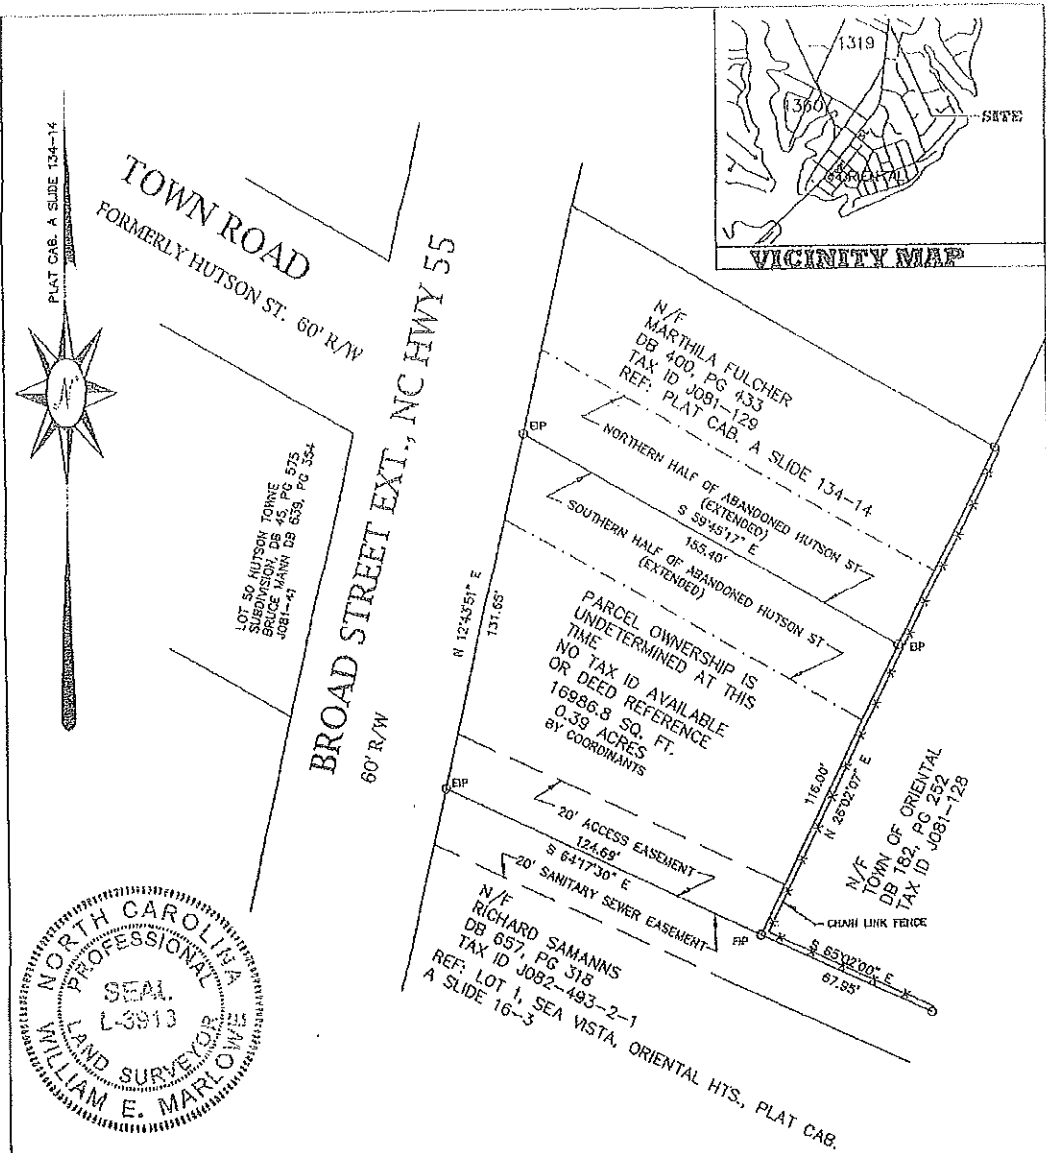 PLAT CAB. A SLIDE 134-14
TOWN ROAD
FORMERLY HUTSON ST. 60' R/W
1319
1360
SITE
ORIENTAL
VICINITY MAP
N
BROAD STREET EXT., NC HWY 55
60' R/W
LOT 50 HUTSON TOWNE
SUBDIVISION, DB 45, PG 575
BRUCE MANN DB 639, PG 354
J081-41
N/F
MARTHILA FULCHER
DB 400, PG 433
TAX ID J081-129
REF: PLAT CAB. A SLIDE 134-14
EIP
NORTHERN HALF OF ABANDONED HUTSON ST
(EXTENDED)
S 59°45'17" E
155.40'
SOUTHERN HALF OF ABANDONED HUTSON ST
(EXTENDED)
EIP
N 12°43'51" E
131.66'
PARCEL OWNERSHIP IS
UNDETERMINED AT THIS
TIME
NO TAX ID AVAILABLE
OR DEED REFERENCE
16986.8 SQ. FT.
0.39 ACRES
BY COORDINANTS
116.00'
N 25°02'07" E
N/F
TOWN OF ORIENTAL
DB 182, PG 252
TAX ID J081-128
EIP
20' ACCESS EASEMENT
124.69'
S 64°17'30" E
20' SANITARY SEWER EASEMENT
EIP
CHAIN LINK FENCE
S 65°02'00" E
67.95'
N/F
RICHARD SAMANNS
DB 657, PG 318
TAX ID J082-493-2-1
REF: LOT 1, SEA VISTA, ORIENTAL HTS., PLAT CAB.
A SLIDE 16-3
NORTH CAROLINA
PROFESSIONAL
SEAL
L-3913
LAND SURVEYOR
WILLIAM E. MARLOWE